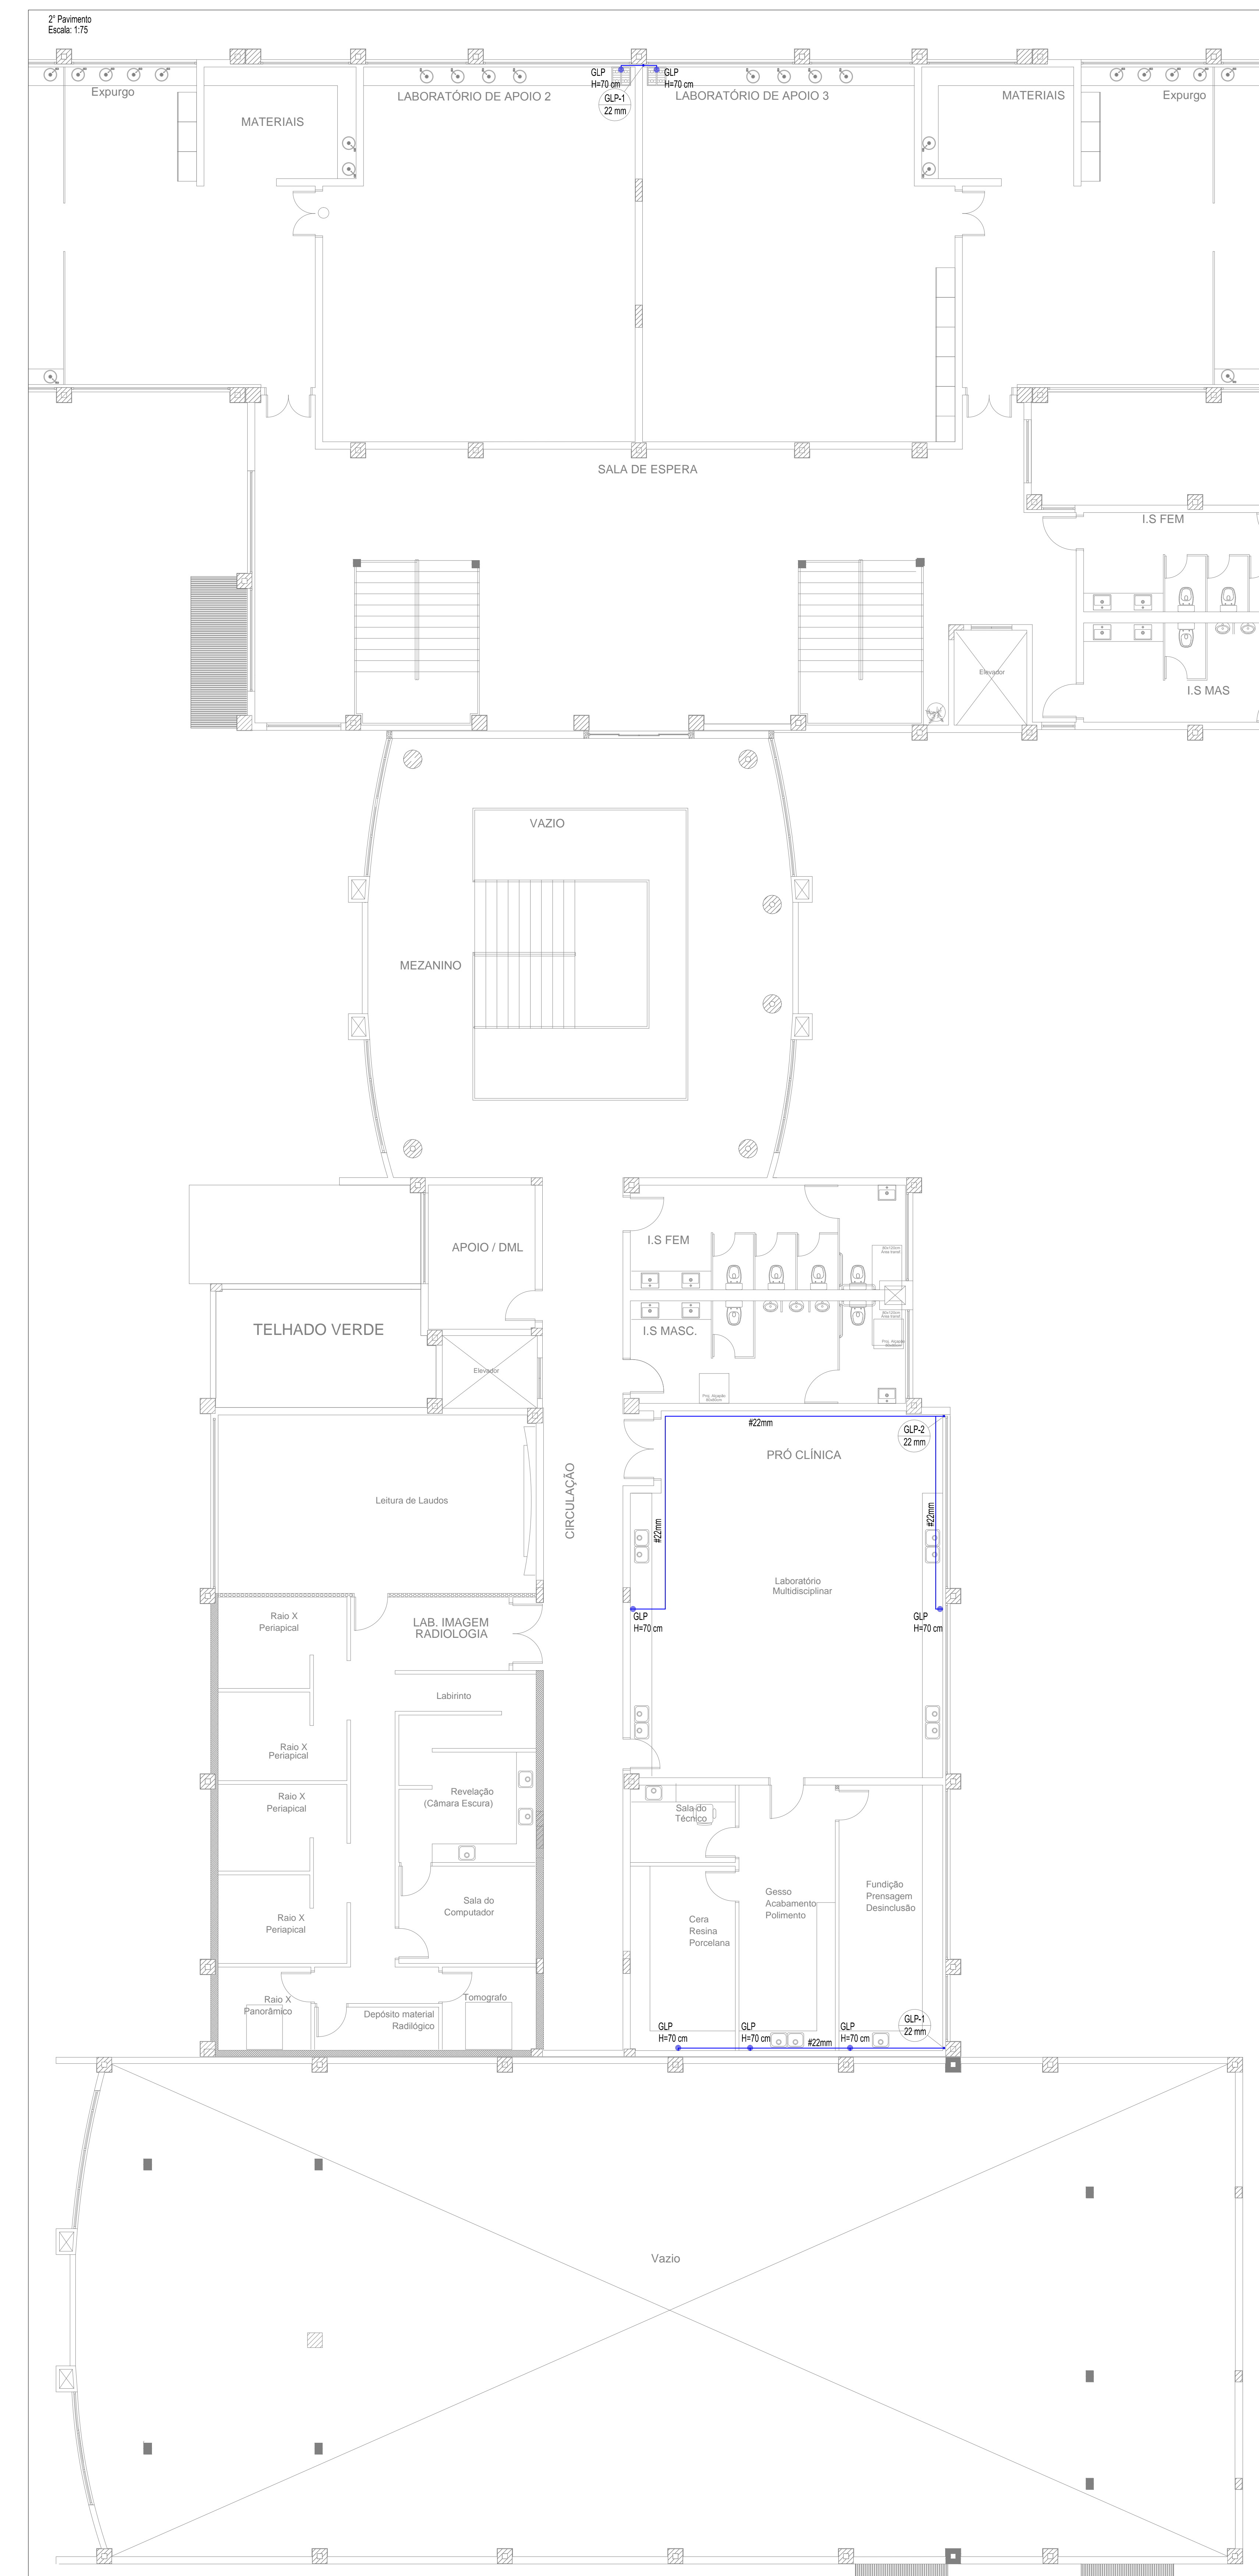 2° Pavimento
Escala: 1:75
Expurgo
MATERIAIS
LABORATÓRIO DE APOIO 2
GLP
H=70 cm
GLP-1
22 mm
GLP
H=70 cm
LABORATÓRIO DE APOIO 3
MATERIAIS
Expurgo
SALA DE ESPERA
I.S FEM
Elevador
I.S MAS
VAZIO
MEZANINO
APOIO / DML
I.S FEM
TELHADO VERDE
I.S MASC.
Elevador
Proj. Alçapão
#22mm
GLP-2
22 mm
PRÓ CLÍNICA
CIRCULAÇÃO
Leitura de Laudos
#22mm
#22mm
Laboratório
Multidisciplinar
Raio X
Periapical
LAB. IMAGEM
RADIOLOGIA
GLP
H=70 cm
GLP
H=70 cm
Labirinto
Raio X
Periapical
Raio X
Periapical
Revelação
(Câmara Escura)
Sala do
Técnico
Fundição
Prensagem
Desinclusão
Gesso
Acabamento
Polimento
Cera
Resina
Porcelana
Sala do
Computador
Raio X
Periapical
Raio X
Panorâmico
Depósito material
Radilógico
Tomografo
GLP
H=70 cm
GLP
H=70 cm
GLP
H=70 cm
#22mm
GLP-1
22 mm
Vazio